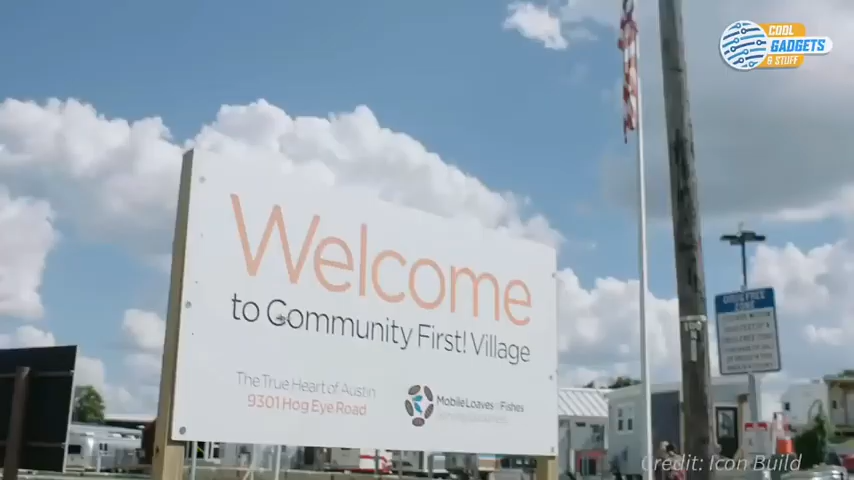 COOL
GADGETS
& STUFF
Welcome
to Community First! Village
The True Heart of Austin
9301 Hog Eye Road
Mobile Loaves & Fishes
Credit: Icon Build